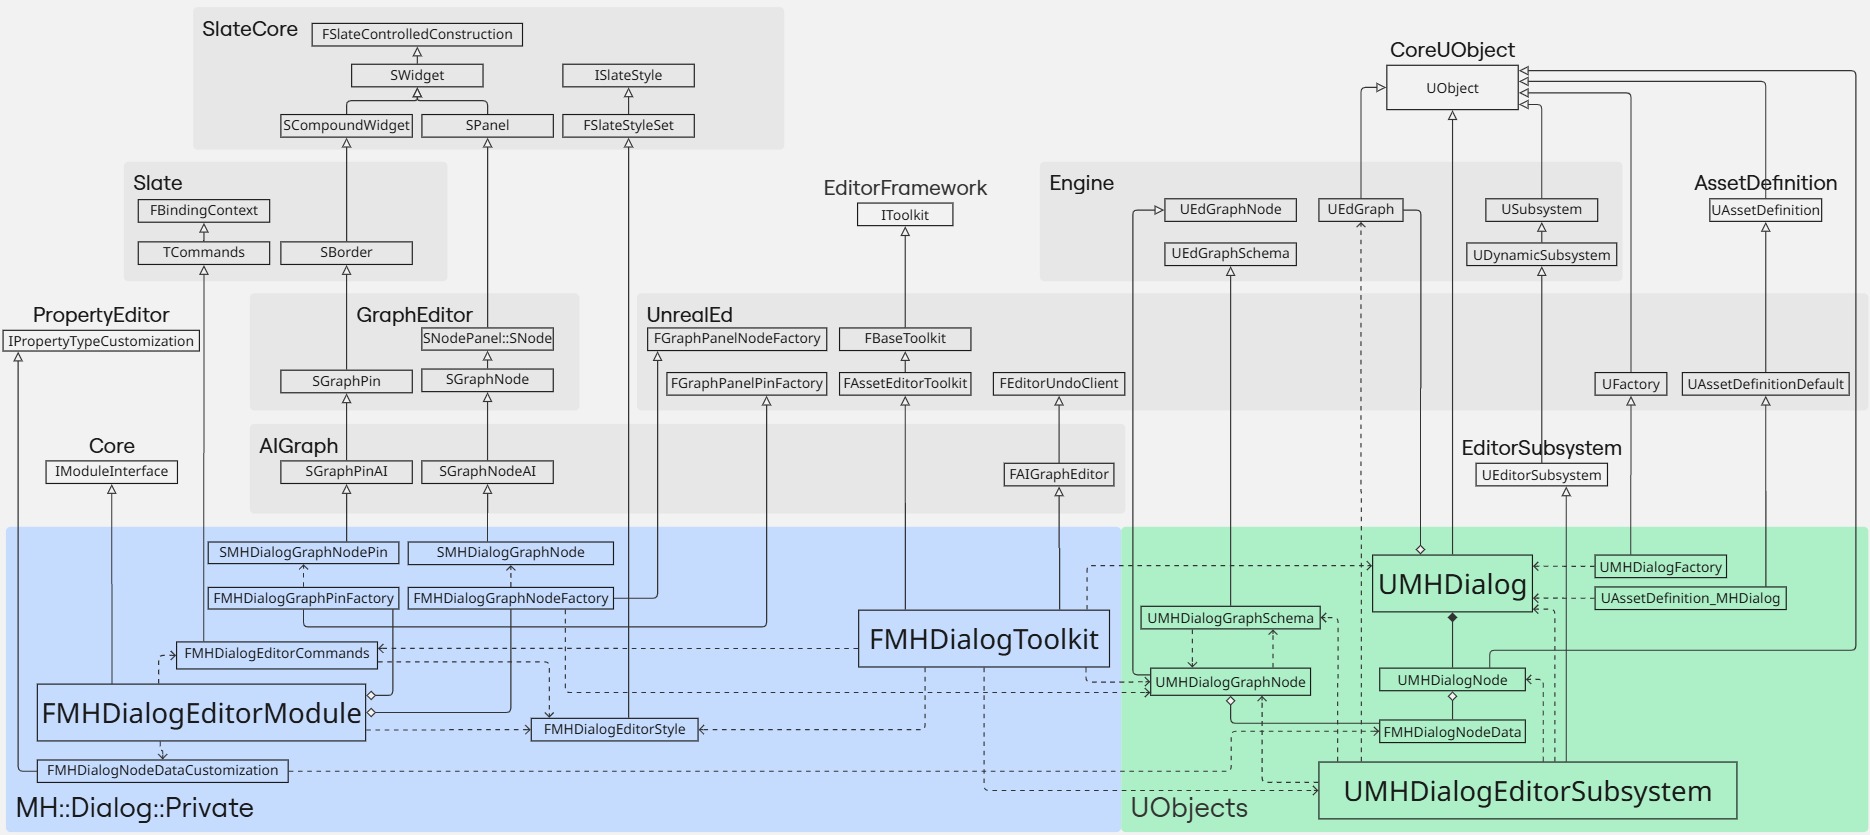 SlateCore
FSlateControlledConstruction
SWidget
ISlateStyle
SCompoundWidget
SPanel
FSlateStyleSet
CoreUObject
UObject
Slate
FBindingContext
TCommands
SBorder
EditorFramework
IToolkit
Engine
UEdGraphNode
UEdGraph
USubsystem
UEdGraphSchema
UDynamicSubsystem
AssetDefinition
UAssetDefinition
PropertyEditor
IPropertyTypeCustomization
GraphEditor
SNodePanel::SNode
SGraphPin
SGraphNode
UnrealEd
FGraphPanelNodeFactory
FBaseToolkit
FGraphPanelPinFactory
FAssetEditorToolkit
FEditorUndoClient
UFactory
UAssetDefinitionDefault
Core
IModuleInterface
AIGraph
SGraphPinAI
SGraphNodeAI
FAIGraphEditor
EditorSubsystem
UEditorSubsystem
SMHDialogGraphNodePin
SMHDialogGraphNode
FMHDialogGraphPinFactory
FMHDialogGraphNodeFactory
FMHDialogEditorCommands
FMHDialogToolkit
FMHDialogEditorModule
FMHDialogEditorStyle
FMHDialogNodeDataCustomization
MH::Dialog::Private
UMHDialog
UMHDialogFactory
UAssetDefinition_MHDialog
UMHDialogGraphSchema
UMHDialogGraphNode
UMHDialogNode
FMHDialogNodeData
UMHDialogEditorSubsystem
UObjects